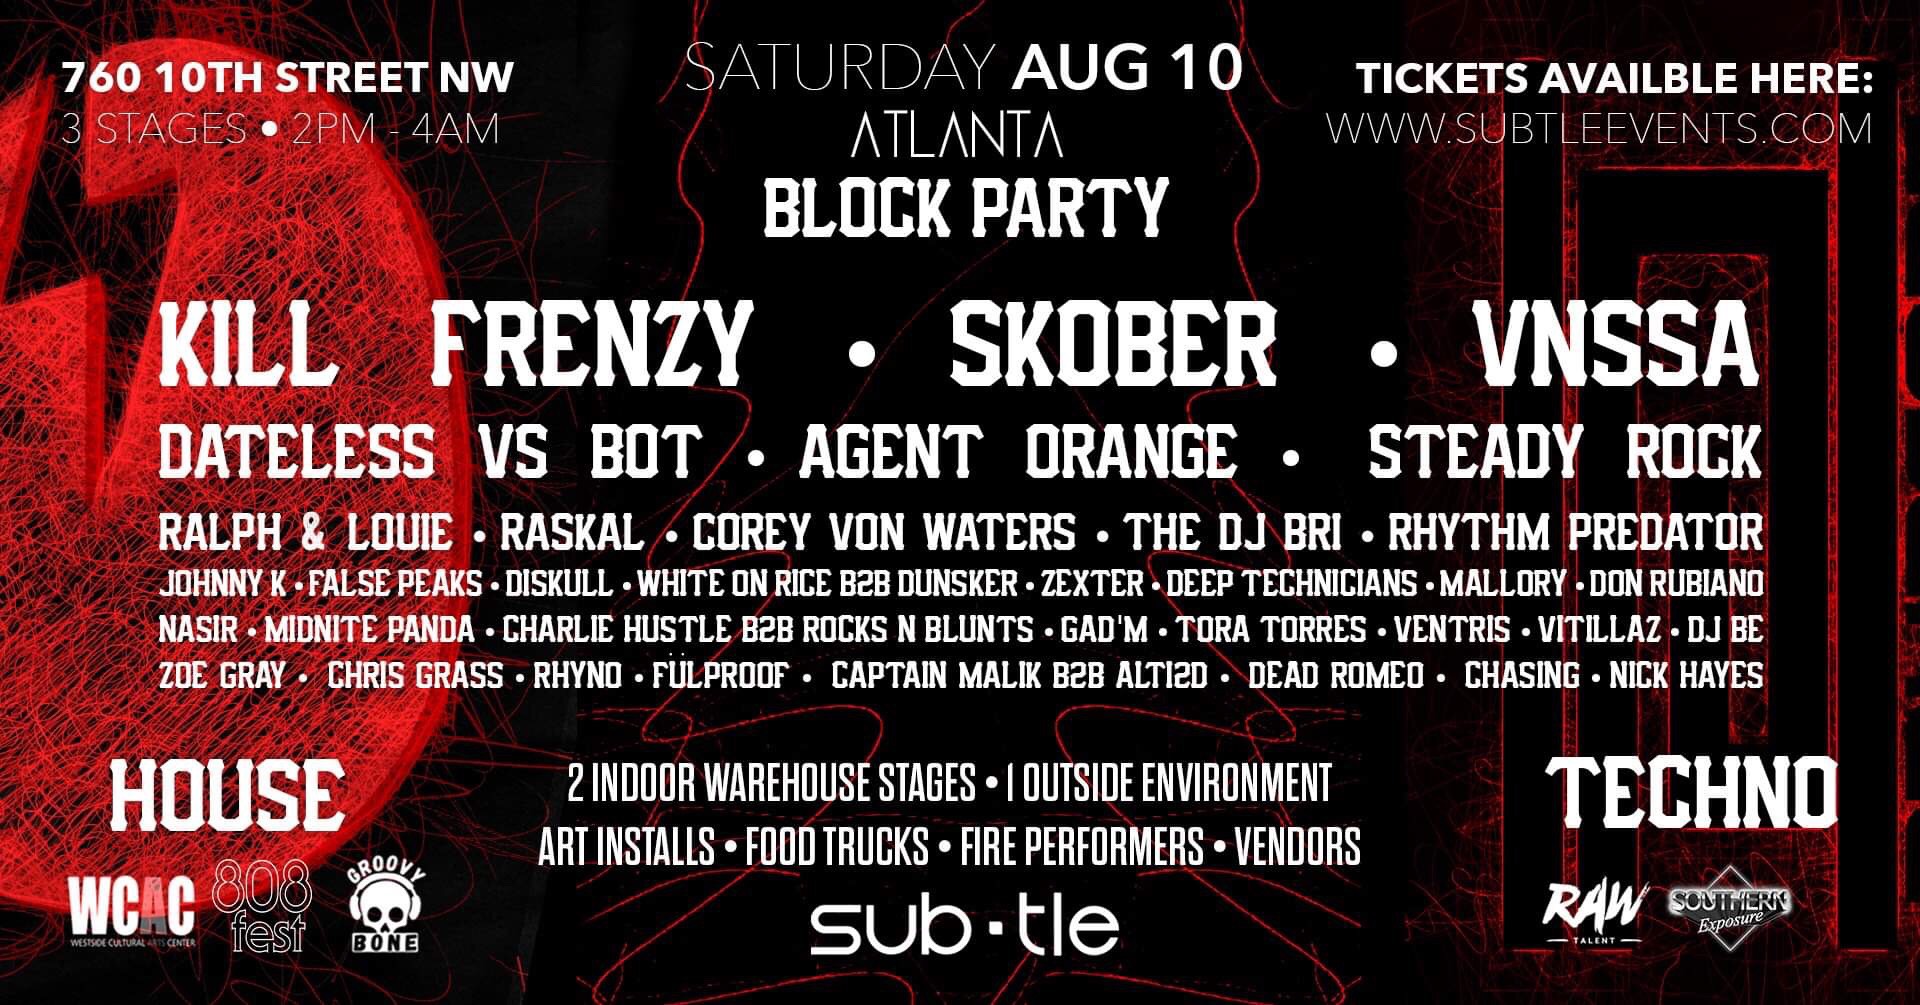 760 10TH STREET NW
3 STAGES • 2PM - 4AM
SATURDAY AUG 10
ATLANTA
BLOCK PARTY
TICKETS AVAILBLE HERE:
WWW.SUBTLEEVENTS.COM
KILL FRENZY • SKOBER • VNSSA
DATELESS VS BOT • AGENT ORANGE • STEADY ROCK
RALPH & LOUIE • RASKAL • COREY VON WATERS • THE DJ BRI • RHYTHM PREDATOR
JOHNNY K • FALSE PEAKS • DISKULL • WHITE ON RICE B2B DUNSKER • ZEXTER • DEEP TECHNICIANS • MALLORY • DON RUBIANO
NASIR • MIDNITE PANDA • CHARLIE HUSTLE B2B ROCKS N BLUNTS • GAD'M • TORA TORRES • VENTRIS • VITILLAZ • DJ BE
ZOE GRAY • CHRIS GRASS • RHYNO • FÜLPROOF • CAPTAIN MALIK B2B ALTI2D • DEAD ROMEO • CHASING • NICK HAYES
HOUSE
2 INDOOR WAREHOUSE STAGES • 1 OUTSIDE ENVIRONMENT
ART INSTALLS • FOOD TRUCKS • FIRE PERFORMERS • VENDORS
TECHNO
WCAC
WESTSIDE CULTURAL ARTS CENTER
808
fest
GROOVY
BONE
sub•tle
RAW
TALENT
SOUTHERN
Exposure